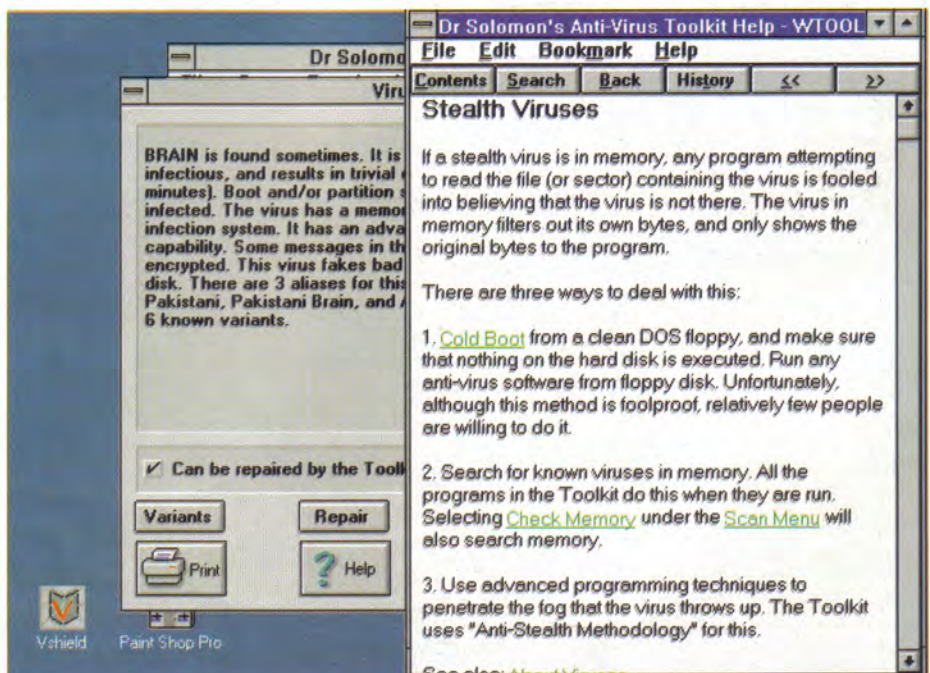 Dr Solomo
Viru
BRAIN is found sometimes. It is
infectious, and results in trivial
minutes). Boot and/or partition s
infected. The virus has a memor
infection system. It has an adva
capability. Some messages in th
encrypted. This virus fakes bad
disk. There are 3 aliases for this
Pakistani, Pakistani Brain, and A
6 known variants.
Can be repaired by the Toolk
Variants
Repair
Print
Help
Vshield
Paint Shop Pro
Dr Solomon's Anti-Virus Toolkit Help - WTOOL
File Edit Bookmark Help
Contents Search Back History << >>
Stealth Viruses
If a stealth virus is in memory, any program attempting
to read the file (or sector) containing the virus is fooled
into believing that the virus is not there. The virus in
memory filters out its own bytes, and only shows the
original bytes to the program.
There are three ways to deal with this:
1. Cold Boot from a clean DOS floppy, and make sure
that nothing on the hard disk is executed. Run any
anti-virus software from floppy disk. Unfortunately,
although this method is foolproof, relatively few people
are willing to do it.
2. Search for known viruses in memory. All the
programs in the Toolkit do this when they are run.
Selecting Check Memory under the Scan Menu will
also search memory.
3. Use advanced programming techniques to
penetrate the fog that the virus throws up. The Toolkit
uses "Anti-Stealth Methodology" for this.
See also: About Viruses